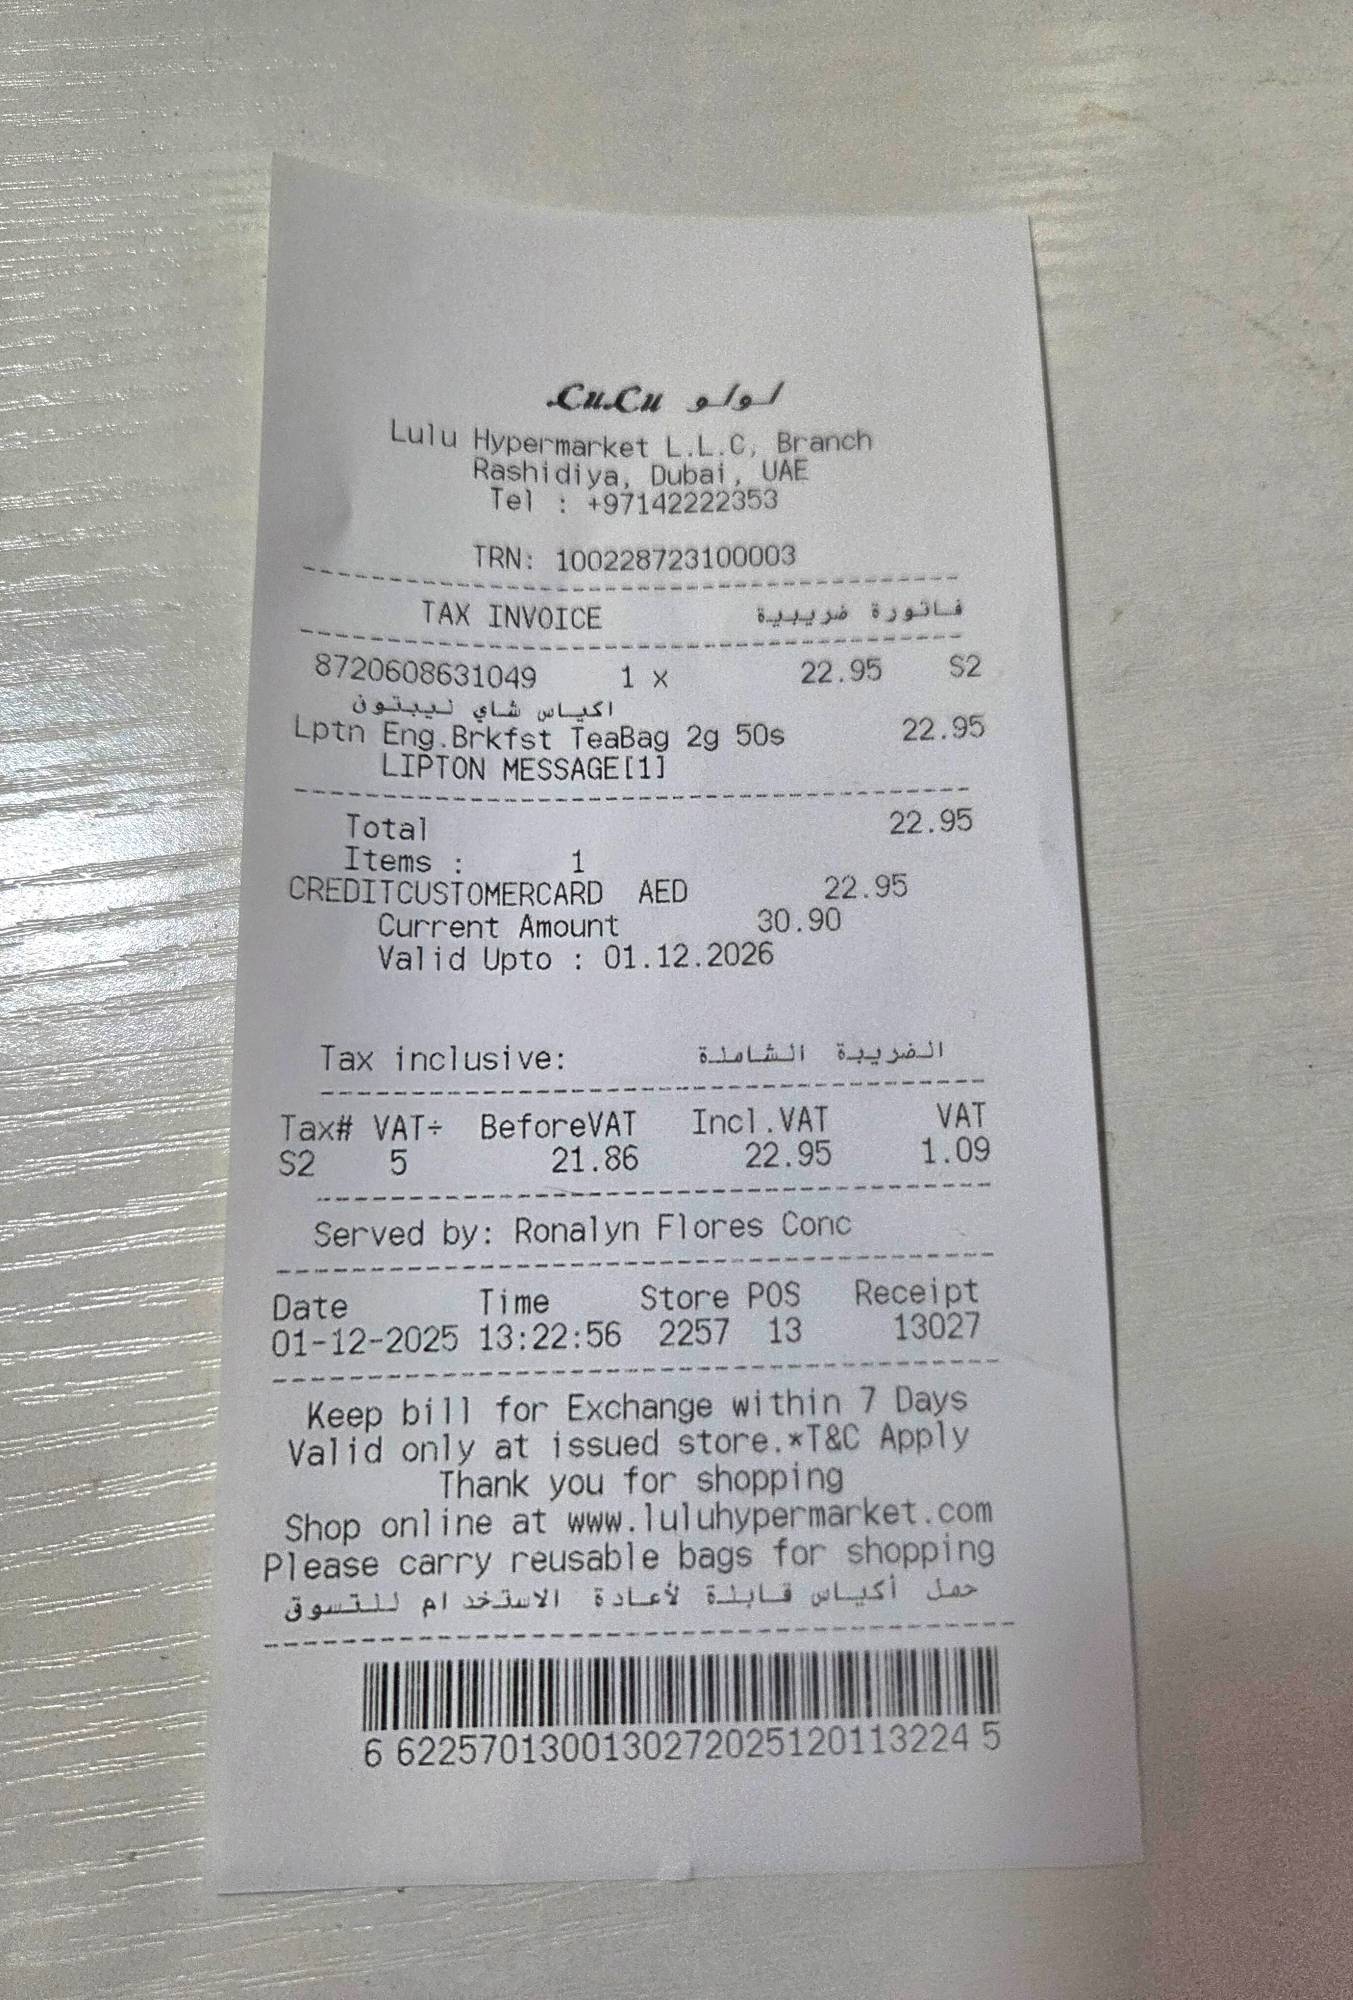 LuLu لولو
Lulu Hypermarket L.L.C, Branch
Rashidiya, Dubai, UAE
Tel : +97142222353
TRN: 100228723100003
TAX INVOICE فاتورة ضريبية
8720608631049 1 x 22.95 S2
اكياس شاي ليبتون
Lptn Eng.Brkfst TeaBag 2g 50s 22.95
LIPTON MESSAGE[1]
Total 22.95
Items : 1
CREDITCUSTOMERCARD AED 22.95
Current Amount 30.90
Valid Upto : 01.12.2026
Tax inclusive: الضريبة الشاملة
Tax# VAT÷ BeforeVAT Incl.VAT VAT
S2 5 21.86 22.95 1.09
Served by: Ronalyn Flores Conc
Date Time Store POS Receipt
01-12-2025 13:22:56 2257 13 13027
Keep bill for Exchange within 7 Days
Valid only at issued store.*T&C Apply
Thank you for shopping
Shop online at www.luluhypermarket.com
Please carry reusable bags for shopping
حمل أكياس قابلة لأعادة الاستخدام للتسوق
6 622570130013027202512011322​4 5